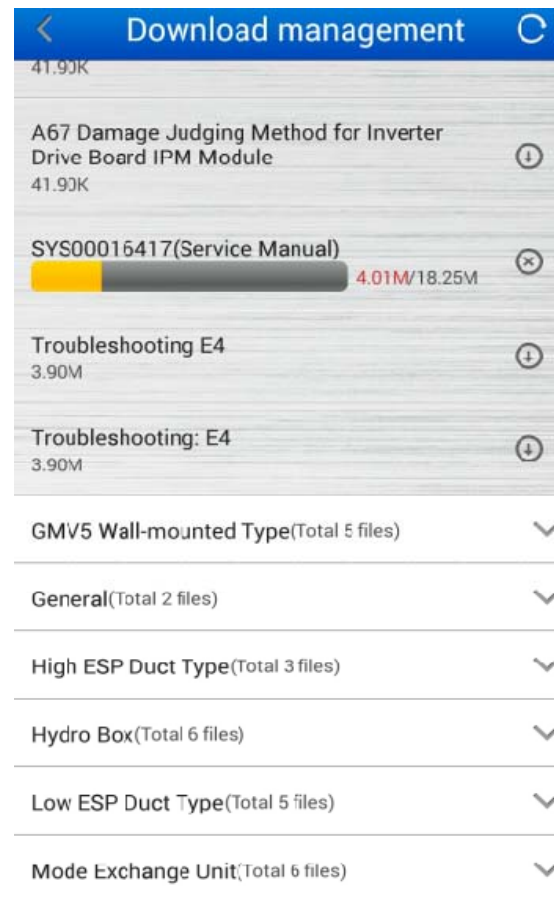 Download management
41.90K
A67 Damage Judging Method for Inverter
Drive Board IPM Module
41.90K
SYS00016417(Service Manual)
4.01M/18.25M
Troubleshooting E4
3.90M
Troubleshooting: E4
3.90M
GMV5 Wall-mounted Type(Total 5 files)
General(Total 2 files)
High ESP Duct Type(Total 3 files)
Hydro Box(Total 6 files)
Low ESP Duct Type(Total 5 files)
Mode Exchange Unit(Total 6 files)